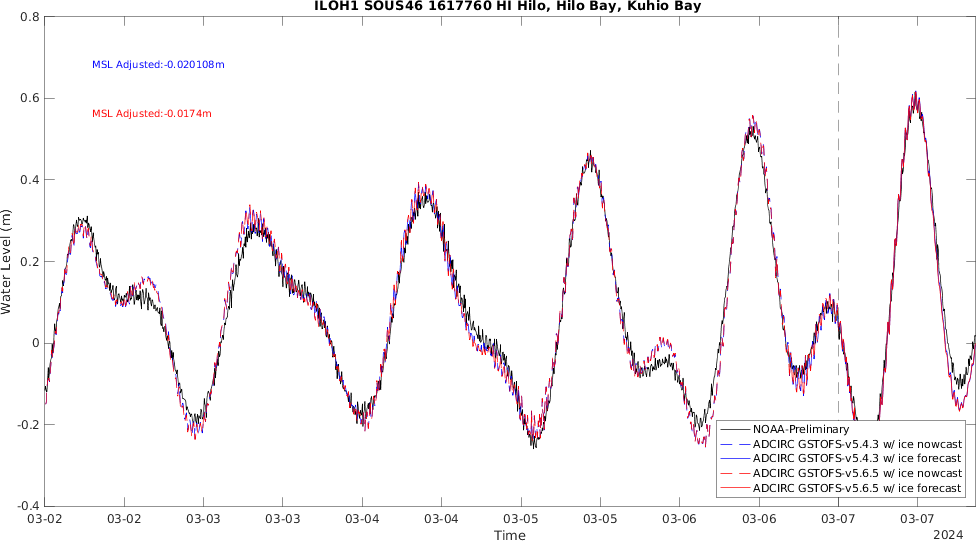 ILOH1 SOUS46 1617760 HI Hilo, Hilo Bay, Kuhio Bay
0.8
MSL Adjusted:-0.020108m
0.6
MSL Adjusted:-0.0174m
0.4
0.2
Water Level (m)
0
-0.2
NOAA-Preliminary
ADCIRC GSTOFS-v5.4.3 w/ ice nowcast
ADCIRC GSTOFS-v5.4.3 w/ ice forecast
ADCIRC GSTOFS-v5.6.5 w/ ice nowcast
ADCIRC GSTOFS-v5.6.5 w/ ice forecast
-0.4
03-02 03-02 03-03 03-03 03-04 03-04 03-05 03-05 03-06 03-06 03-07 03-07
Time
2024